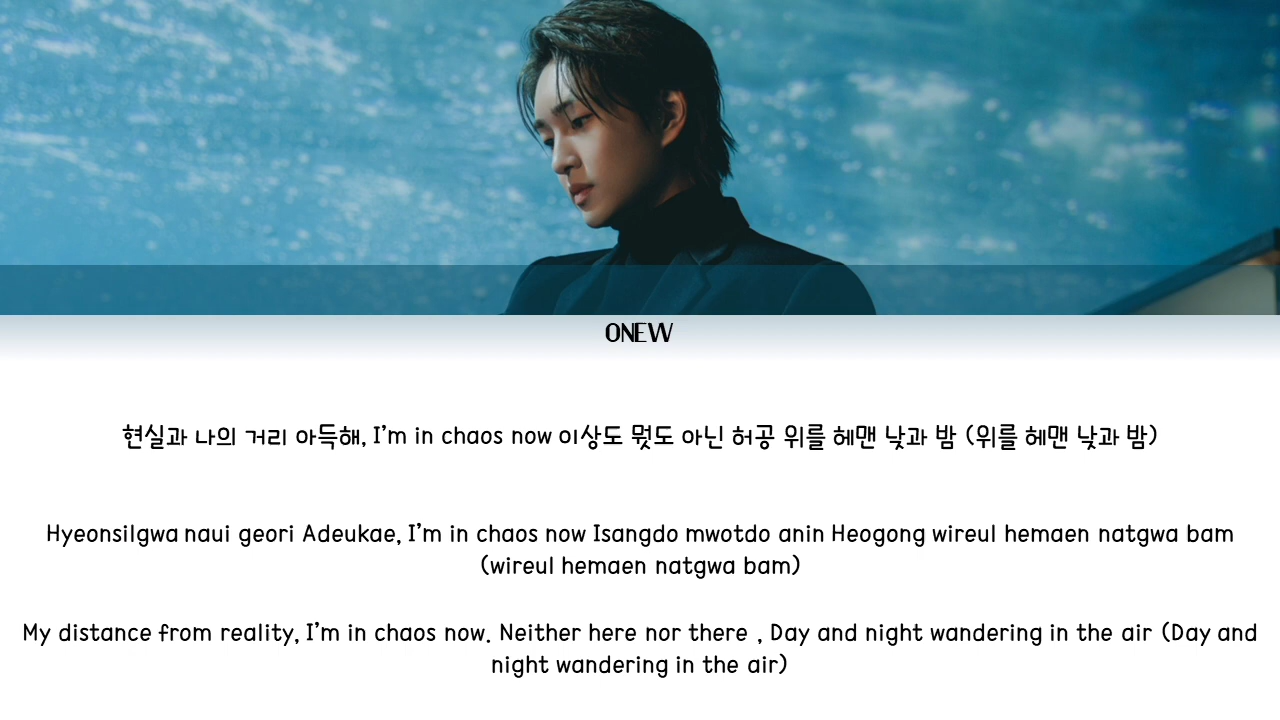 ONEW
현실과 나의 거리 아득해, I’m in chaos now 이상도 뭣도 아닌 허공 위를 헤맨 낮과 밤 (위를 헤맨 낮과 밤)
Hyeonsilgwa naui geori Adeukae, I’m in chaos now Isangdo mwotdo anin Heogong wireul hemaen natgwa bam
(wireul hemaen natgwa bam)
My distance from reality, I’m in chaos now. Neither here nor there , Day and night wandering in the air (Day and
night wandering in the air)